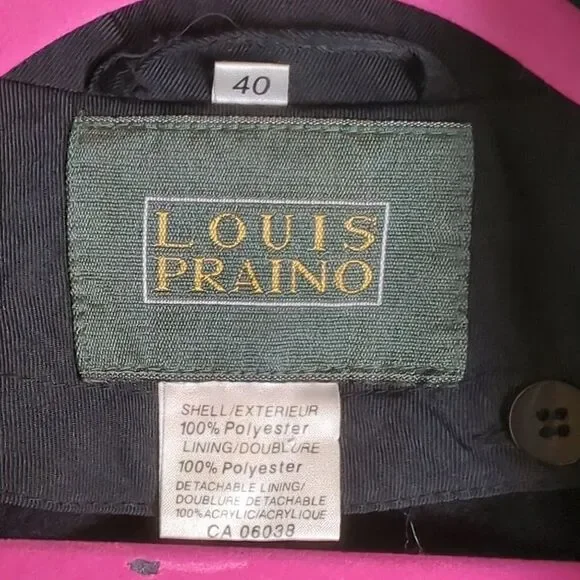 40
LOUIS
PRAINO
SHELL/EXTERIEUR
100% Polyester
LINING/DOUBLURE
100% Polyester
DETACHABLE LINING/
DOUBLURE DETACHABLE
100% ACRYLIC/ACRYLIQUE
CA 06038